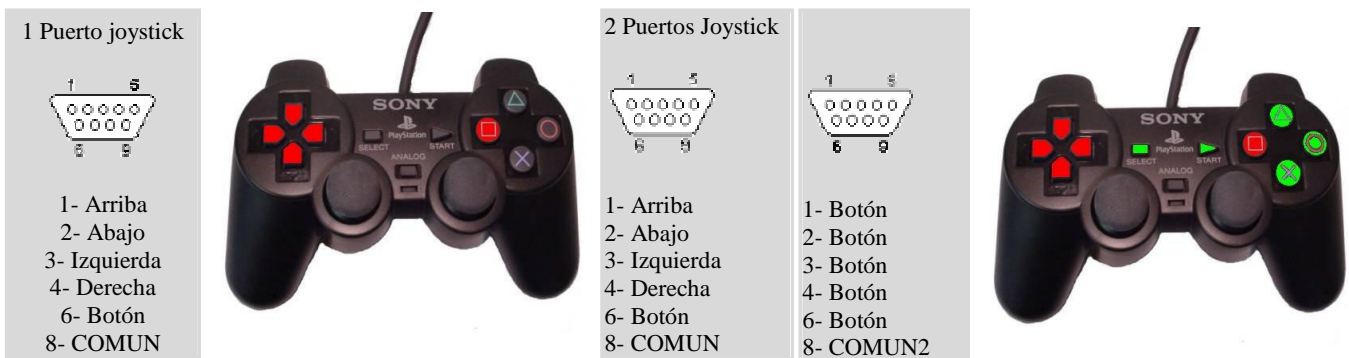 1 Puerto joystick
1 5
6 9
1- Arriba
2- Abajo
3- Izquierda
4- Derecha
6- Botón
8- COMUN
SONY
PlayStation
SELECT
START
ANALOG
2 Puertos Joystick
1 5
6 9
1- Arriba
2- Abajo
3- Izquierda
4- Derecha
6- Botón
8- COMUN
6 9
1- Botón
2- Botón
3- Botón
4- Botón
6- Botón
8- COMUN2
SONY
PlayStation
SELECT
START
ANALOG